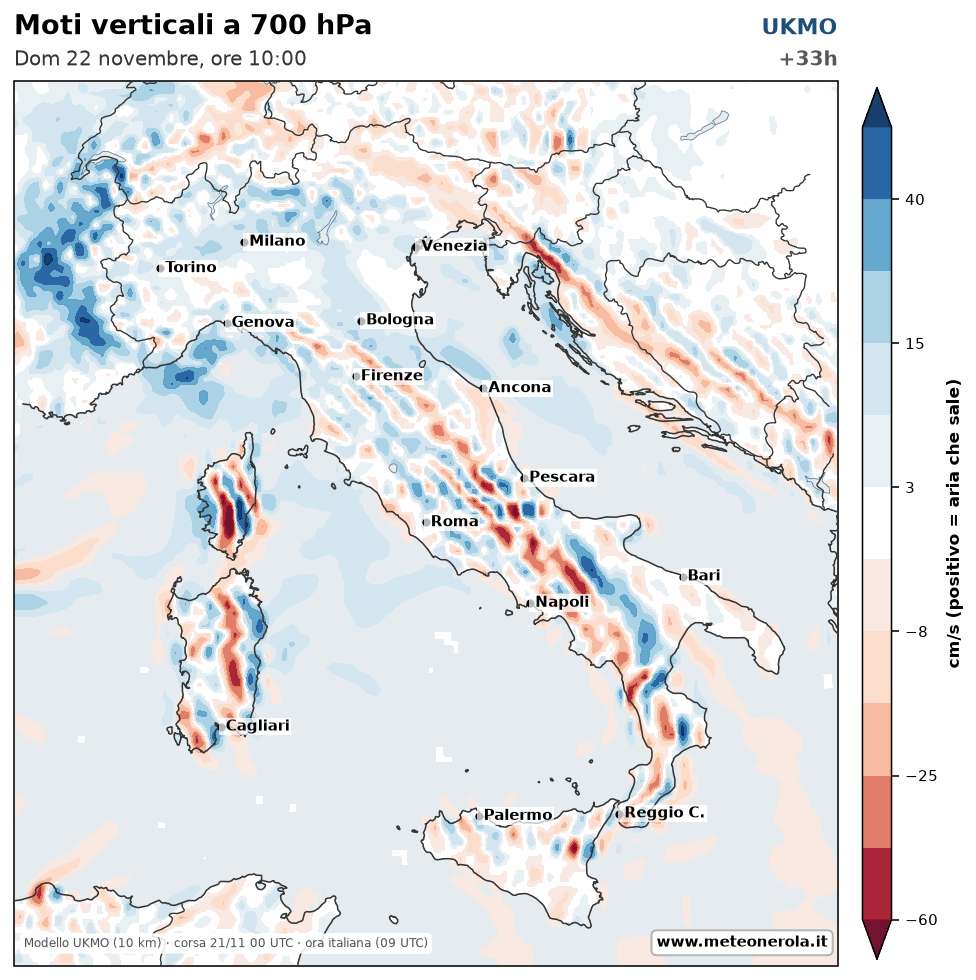 Moti verticali a 700 hPa
UKMO
Dom 22 novembre, ore 10:00
+33h
Milano
Venezia
Torino
Genova
Bologna
Firenze
Ancona
Pescara
Roma
Bari
Napoli
Cagliari
Palermo
Reggio C.
40
15
3
−8
−25
−60
cm/s (positivo = aria che sale)
Modello UKMO (10 km) · corsa 21/11 00 UTC · ora italiana (09 UTC)
www.meteonerola.it